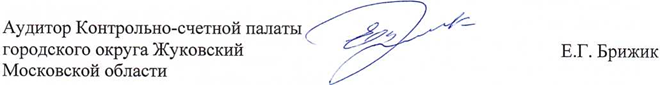 Аудитор Контрольно-счетной палаты
городского округа Жуковский Е.Г. Брижик
Московской области